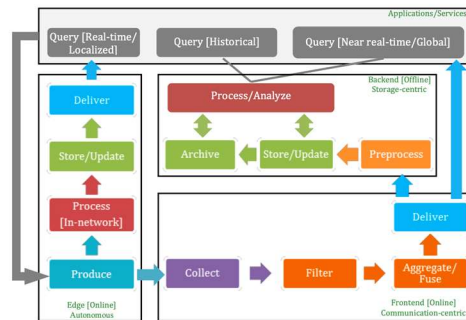 Applications/Services
Query [Real-time/
Localized]
Query [Historical]
Query [Near real-time/Global]
Backend [Offline]
Storage-centric
Deliver
Process/Analyze
Store/Update
Archive
Store/Update
Preprocess
Process
[In-network]
Deliver
Produce
Collect
Filter
Aggregate/
Fuse
Edge [Online]
Autonomous
Frontend [Online]
Communication-centric